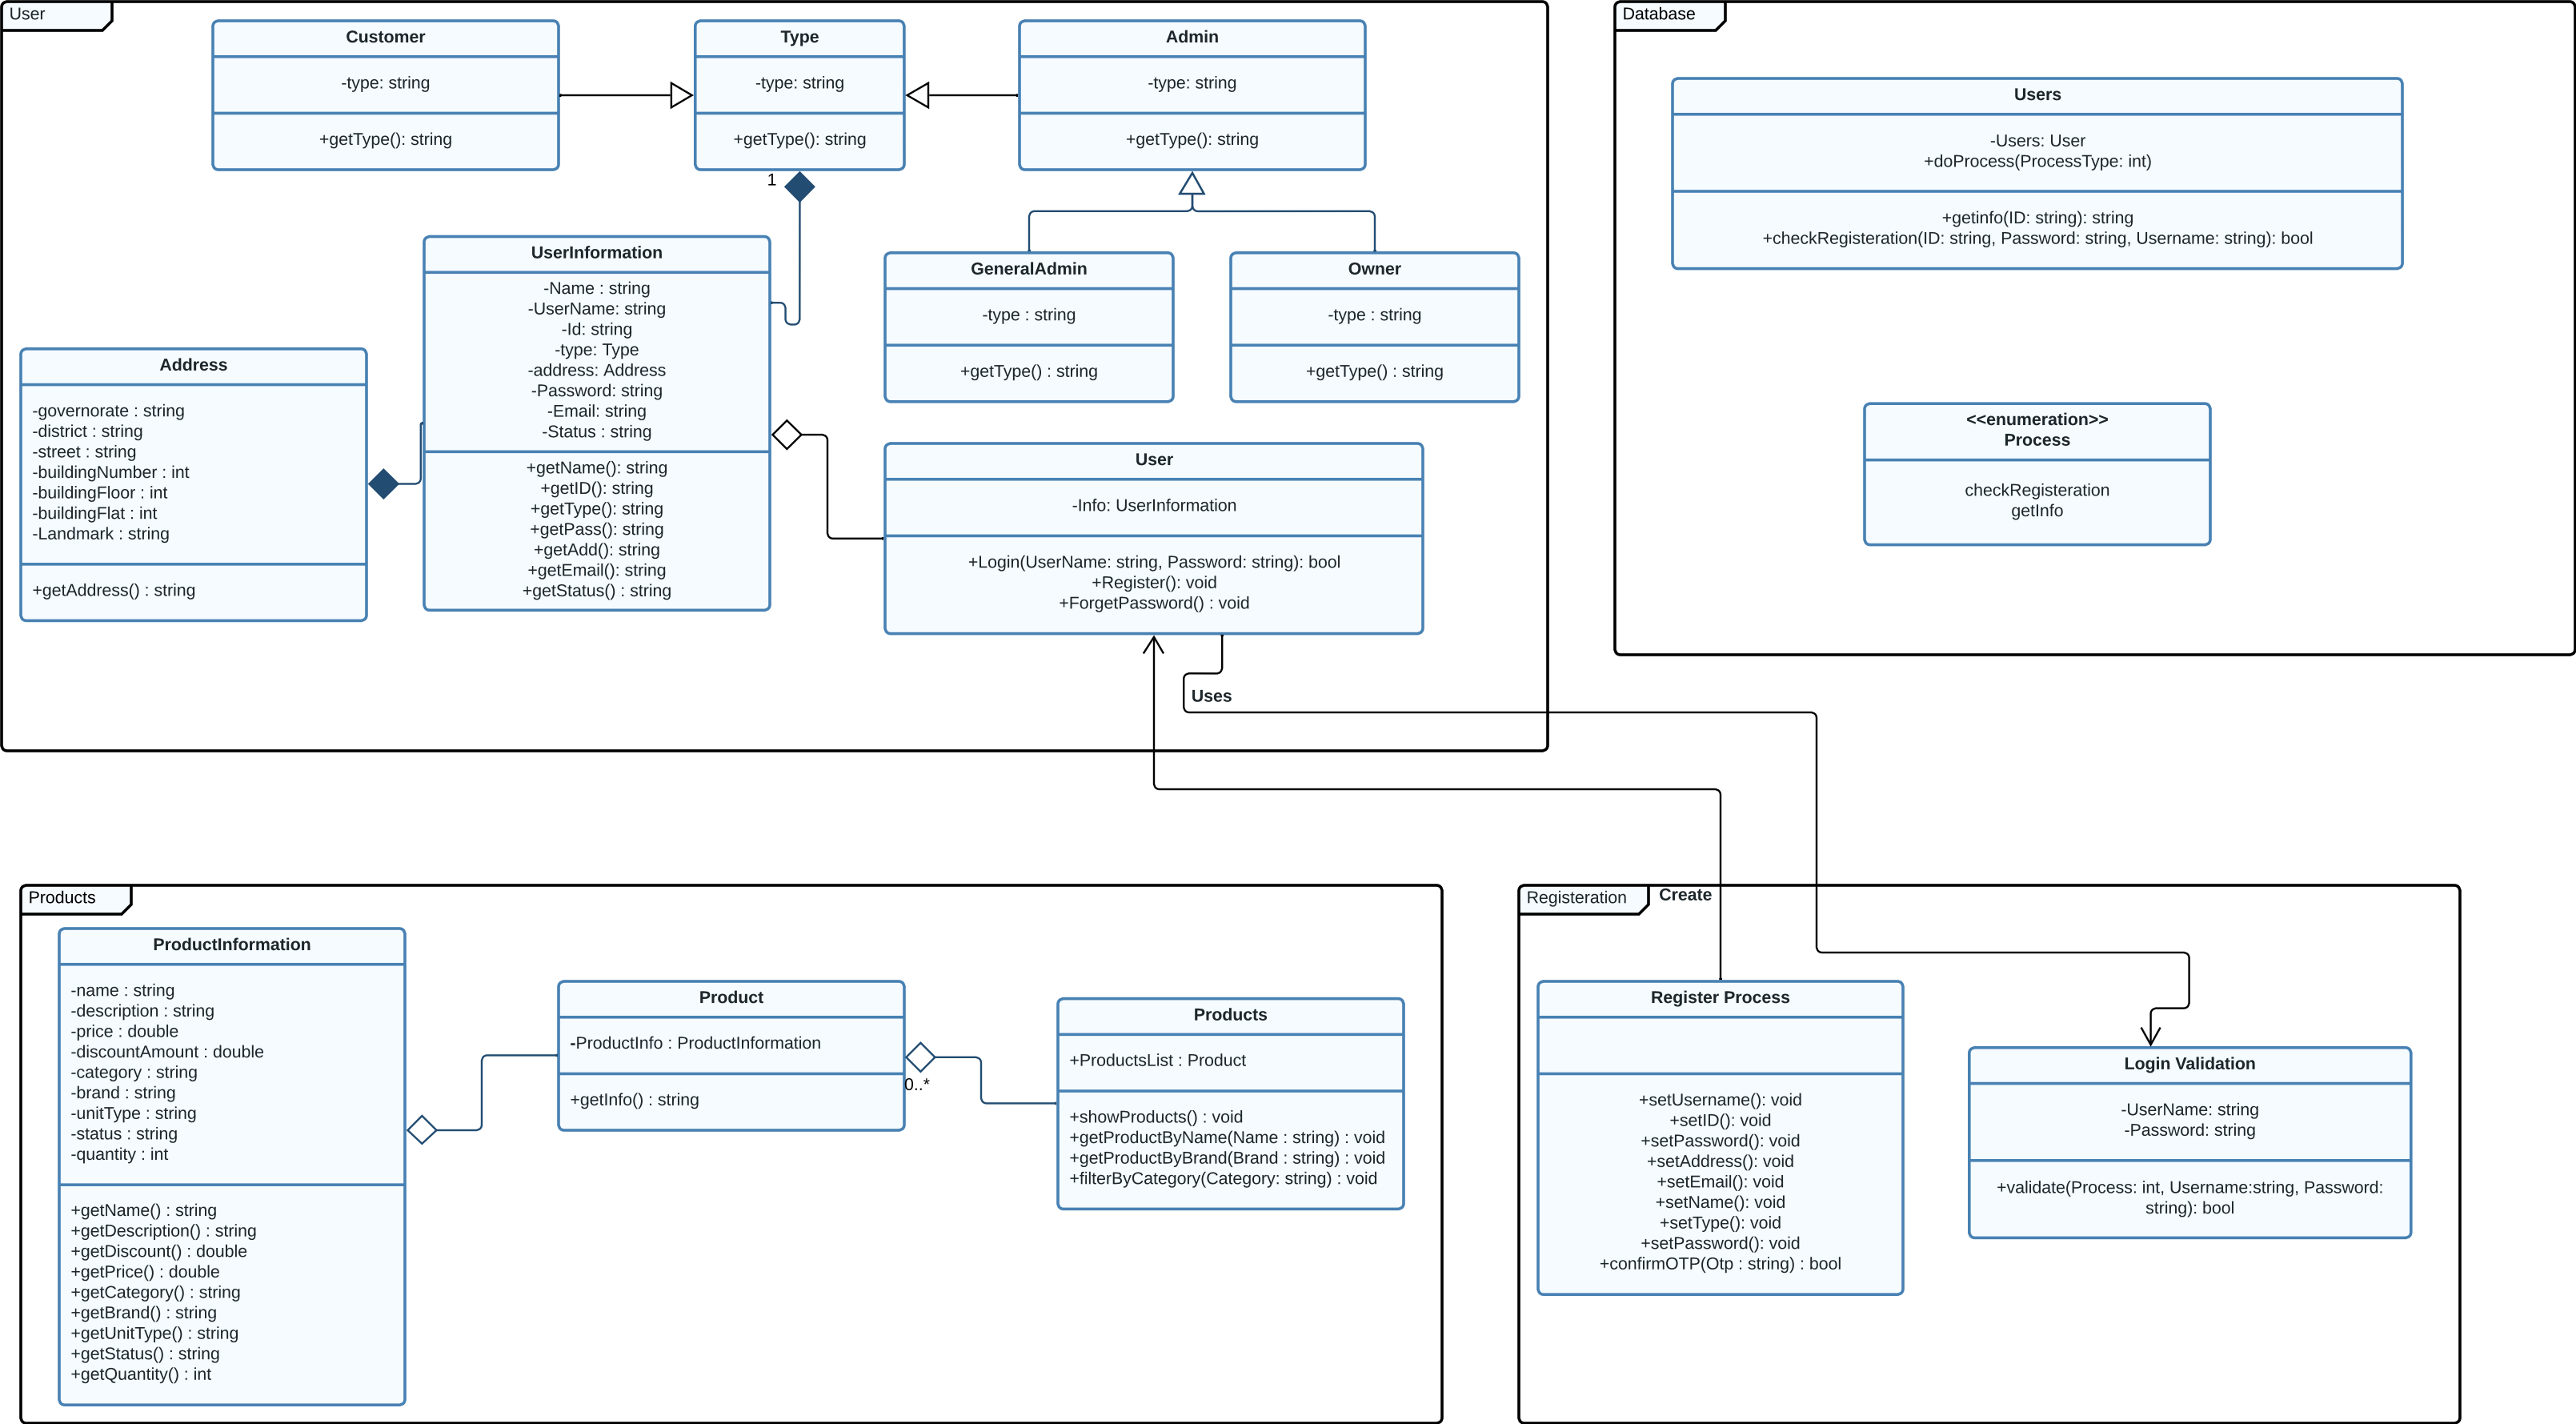 User
Customer
-type: string
+getType(): string
Type
-type: string
+getType(): string
1
Admin
-type: string
+getType(): string
UserInformation
-Name : string
-UserName: string
-Id: string
-type: Type
-address: Address
-Password: string
-Email: string
-Status : string
+getName(): string
+getID(): string
+getType(): string
+getPass(): string
+getAdd(): string
+getEmail(): string
+getStatus() : string
GeneralAdmin
-type : string
+getType() : string
Owner
-type : string
+getType() : string
Address
-governorate : string
-district : string
-street : string
-buildingNumber : int
-buildingFloor : int
-buildingFlat : int
-Landmark : string
+getAddress() : string
User
-Info: UserInformation
+Login(UserName: string, Password: string): bool
+Register(): void
+ForgetPassword() : void
Uses
Database
Users
-Users: User
+doProcess(ProcessType: int)
+getinfo(ID: string): string
+checkRegisteration(ID: string, Password: string, Username: string): bool
<<enumeration>>
Process
checkRegisteration
getInfo
Products
ProductInformation
-name : string
-description : string
-price : double
-discountAmount : double
-category : string
-brand : string
-unitType : string
-status : string
-quantity : int
+getName() : string
+getDescription() : string
+getDiscount() : double
+getPrice() : double
+getCategory() : string
+getBrand() : string
+getUnitType() : string
+getStatus() : string
+getQuantity() : int
Product
-ProductInfo : ProductInformation
+getInfo() : string
0..*
Products
+ProductsList : Product
+showProducts() : void
+getProductByName(Name : string) : void
+getProductByBrand(Brand : string) : void
+filterByCategory(Category: string) : void
Registeration
Create
Register Process
+setUsername(): void
+setID(): void
+setPassword(): void
+setAddress(): void
+setEmail(): void
+setName(): void
+setType(): void
+setPassword(): void
+confirmOTP(Otp : string) : bool
Login Validation
-UserName: string
-Password: string
+validate(Process: int, Username:string, Password:
string): bool